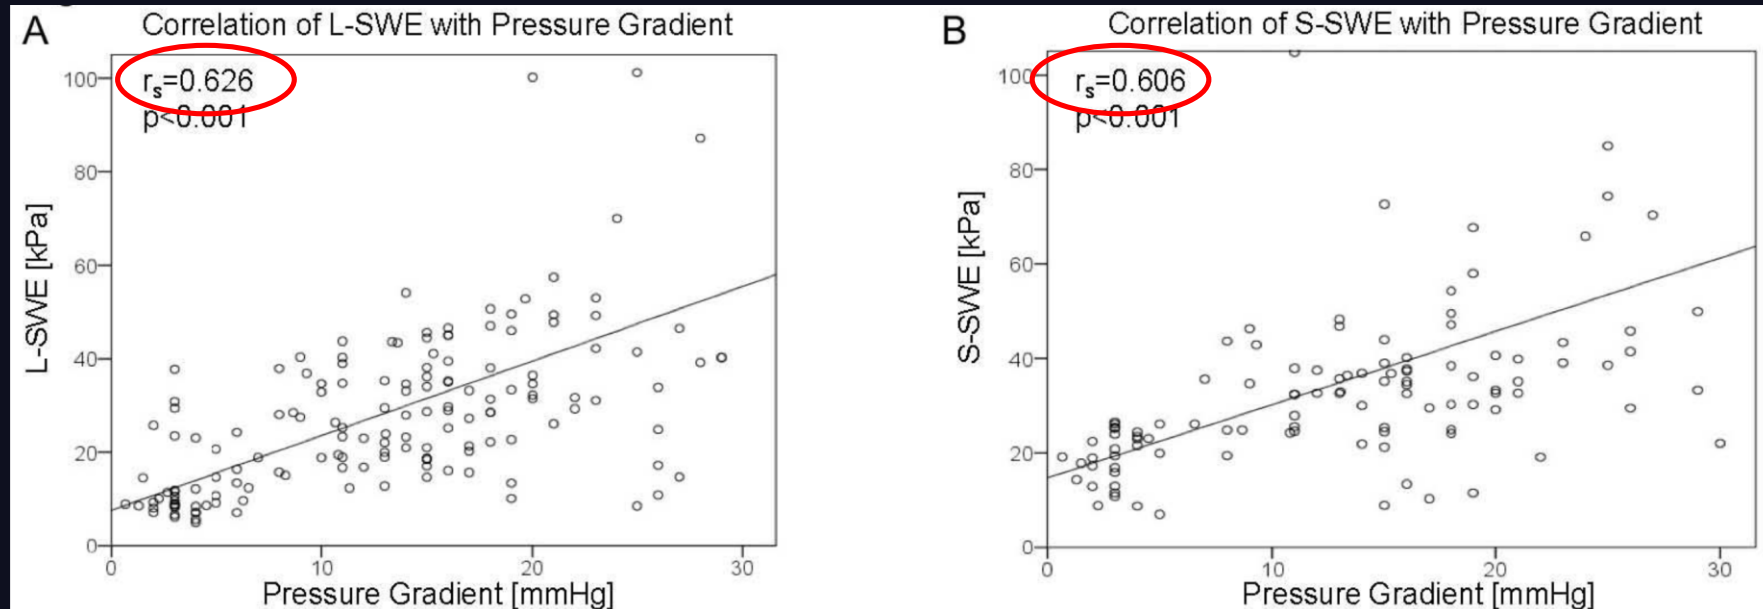 A
Correlation of L-SWE with Pressure Gradient
rs=0.626
p<0.001
100
80
60
40
20
0
L-SWE [kPa]
0 10 20 30
Pressure Gradient [mmHg]
B
Correlation of S-SWE with Pressure Gradient
rs=0.606
p<0.001
100
80
60
40
20
0
S-SWE [kPa]
0 10 20 30
Pressure Gradient [mmHg]